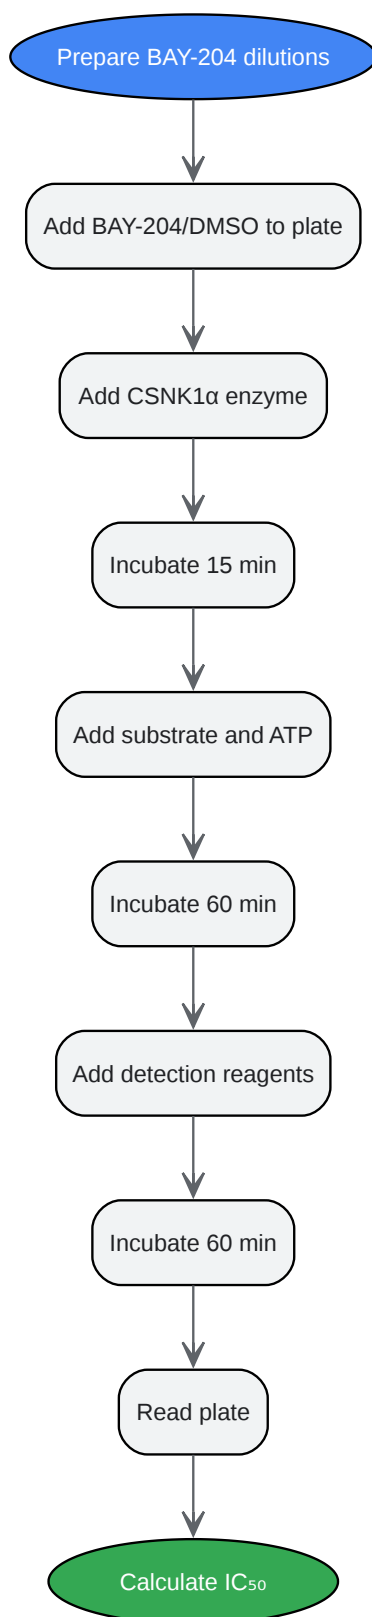 Prepare BAY-204 dilutions
Add BAY-204/DMSO to plate
Add CSNK1α enzyme
Incubate 15 min
Add substrate and ATP
Incubate 60 min
Add detection reagents
Incubate 60 min
Read plate
Calculate IC₅₀